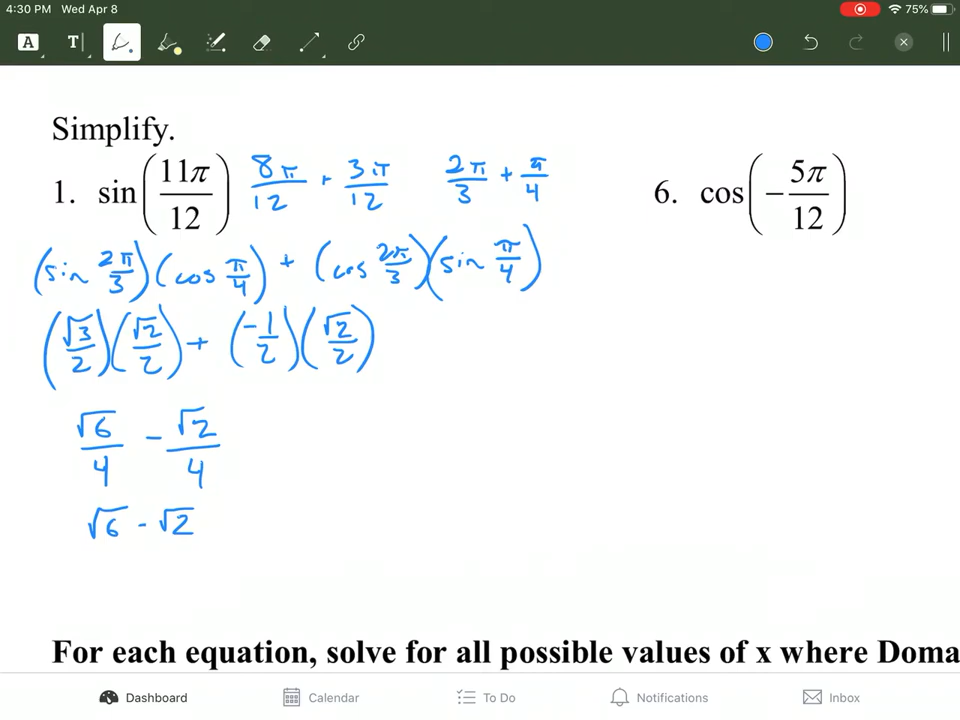 4:30 PM Wed Apr 8 75%
A T
Simplify.
1. sin(11π/12) 8π/12 + 3π/12 2π/3 + π/4
6. cos(−5π/12)
(sin 2π/3)(cos π/4) + (cos 2π/3)(sin π/4)
(√3/2)(√2/2) + (-1/2)(√2/2)
√6/4 - √2/4
√6 - √2
For each equation, solve for all possible values of x where Doma
Dashboard Calendar To Do Notifications Inbox